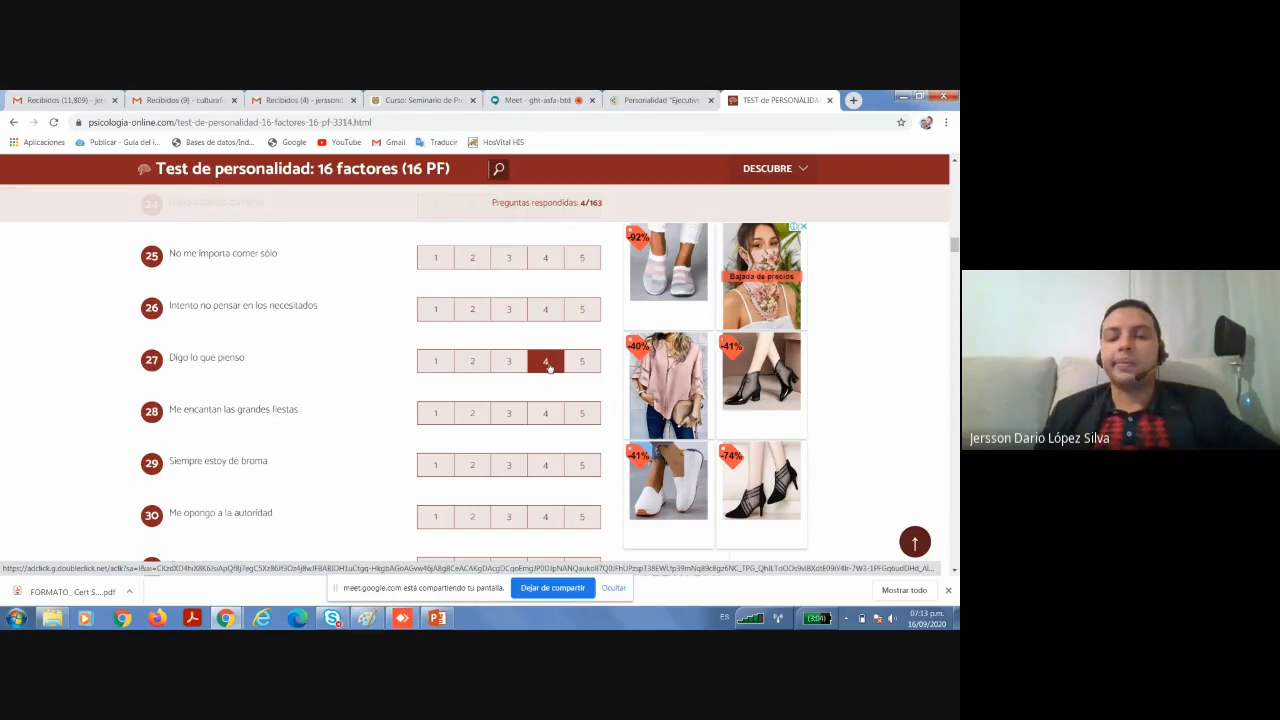 Recibidos (11,809) - jer
Recibidos (9) - culturaf
Recibidos (4) - jerssond
Curso: Seminario de Pr
Meet - ght-asfa-btd
Personalidad "Ejecutivo
TEST de PERSONALIDA
psicologia-online.com/test-de-personalidad-16-factores-16-pf-3314.html
Aplicaciones
Publicar - Guía del i...
Bases de datos/Ind...
Google
YouTube
Gmail
Traducir
HosVital HIS
Test de personalidad: 16 factores (16 PF)
DESCUBRE
24
Preguntas respondidas: 4/163
25 No me importa comer sólo 1 2 3 4 5
26 Intento no pensar en los necesitados 1 2 3 4 5
27 Digo lo que pienso 1 2 3 4 5
28 Me encantan las grandes fiestas 1 2 3 4 5
29 Siempre estoy de broma 1 2 3 4 5
30 Me opongo a la autoridad 1 2 3 4 5
-92%
Bajada de precios
-40%
-41%
-41%
-74%
Jersson Dario López Silva
FORMATO_ Cert S....pdf
meet.google.com está compartiendo tu pantalla.
Dejar de compartir
Ocultar
Mostrar todo
ES
(3:04)
07:13 p.m.
16/09/2020